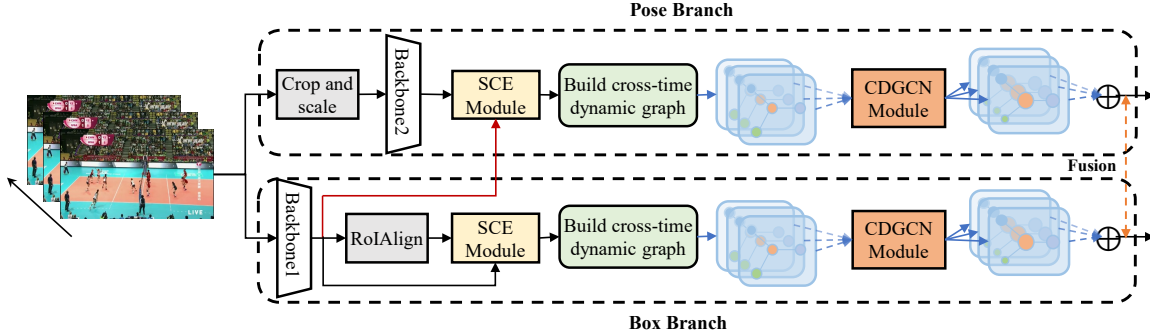 Pose Branch
Crop and
scale
Backbone2
SCE
Module
Build cross-time
dynamic graph
CDGCN
Module
Fusion
LIVE
Backbone1
RoIAlign
SCE
Module
Build cross-time
dynamic graph
CDGCN
Module
Box Branch